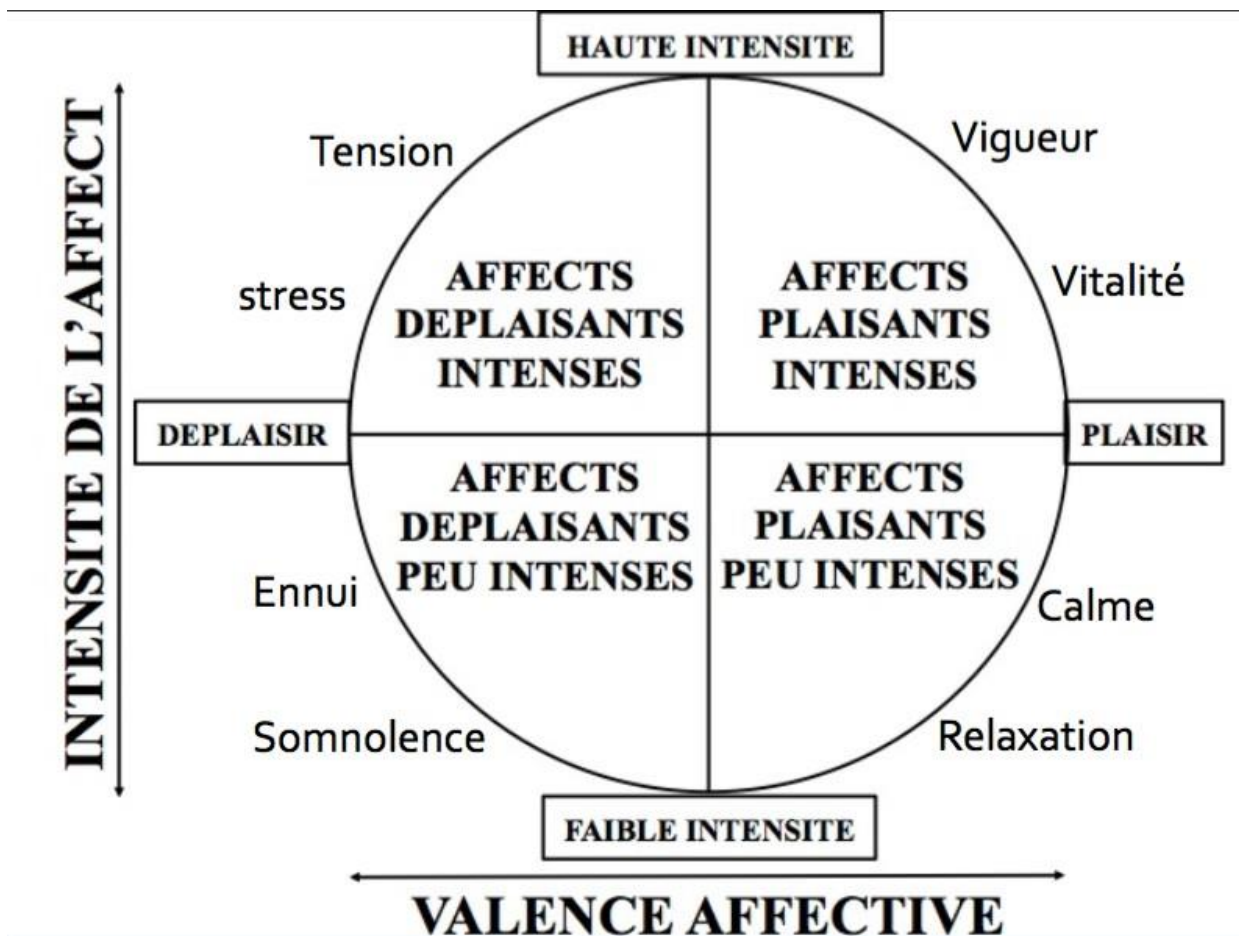 HAUTE INTENSITE
Tension
Vigueur
stress
Vitalité
AFFECTS
DEPLAISANTS
INTENSES
AFFECTS
PLAISANTS
INTENSES
INTENSITE DE L'AFFECT
DEPLAISIR
PLAISIR
AFFECTS
DEPLAISANTS
PEU INTENSES
AFFECTS
PLAISANTS
PEU INTENSES
Ennui
Calme
Somnolence
Relaxation
FAIBLE INTENSITE
VALENCE AFFECTIVE